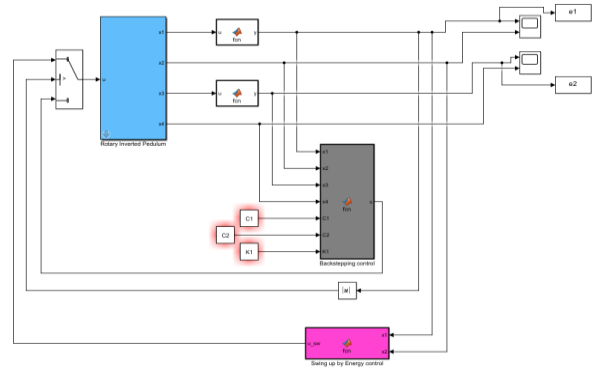 e1
x1
u
fcn
y
x2
u
x3
u
fcn
y
e2
x4
Rotary Inverted Pedulum
x1
x2
x3
x4
fcn
C1
C1
C2
C2
K1
K1
Backstepping control
|u|
u_sw
fcn
x1
x2
Swing up by Energy control